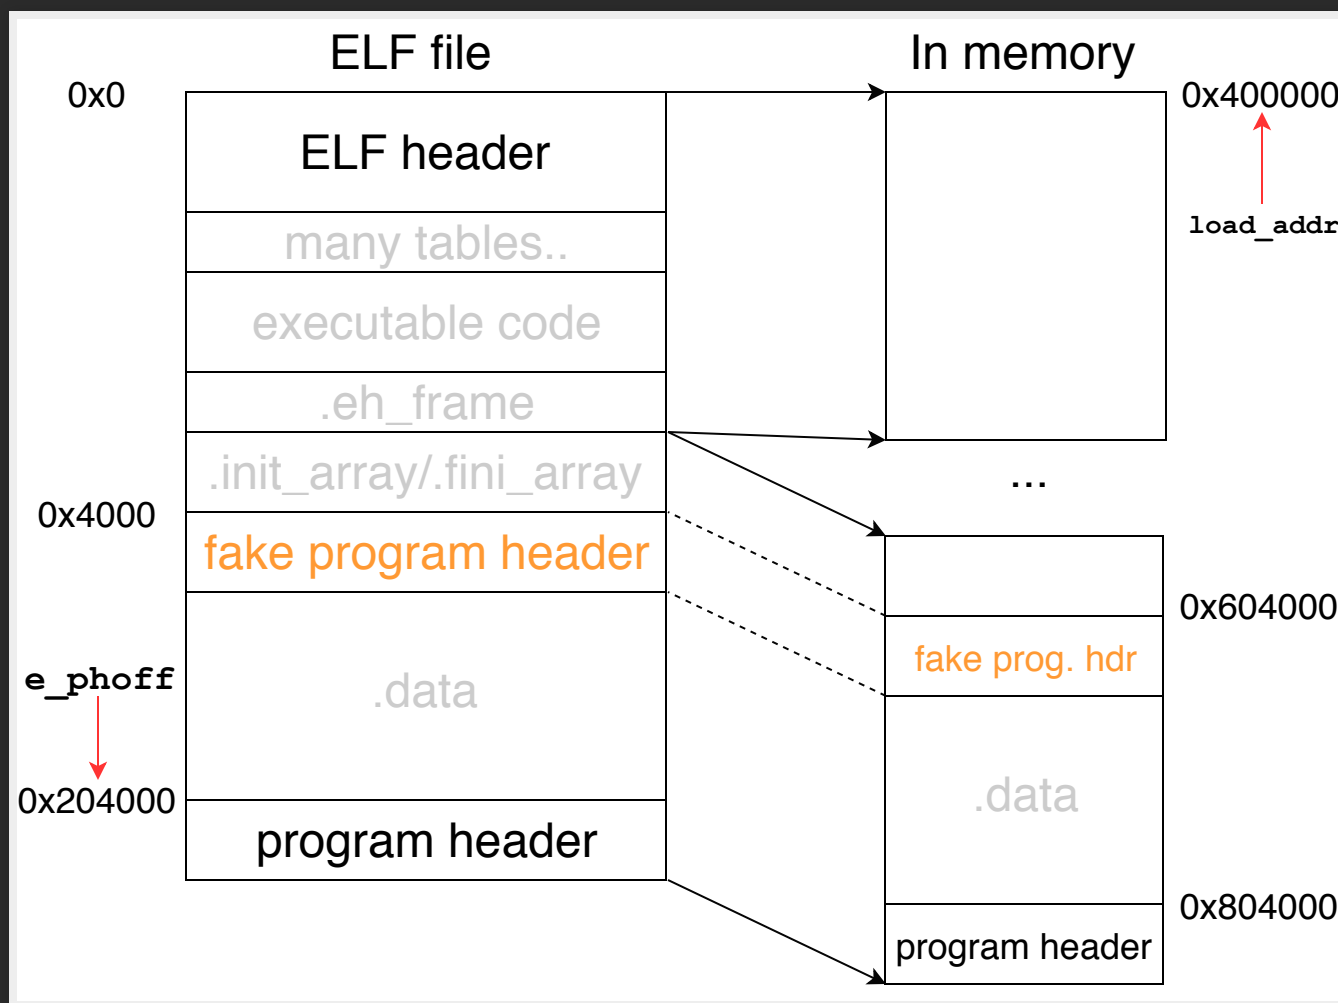 ELF file
In memory
0x0
0x400000
ELF header
load_addr
many tables..
executable code
.eh_frame
.init_array/.fini_array
...
0x4000
fake program header
0x604000
fake prog. hdr
e_phoff
.data
.data
0x204000
program header
0x804000
program header